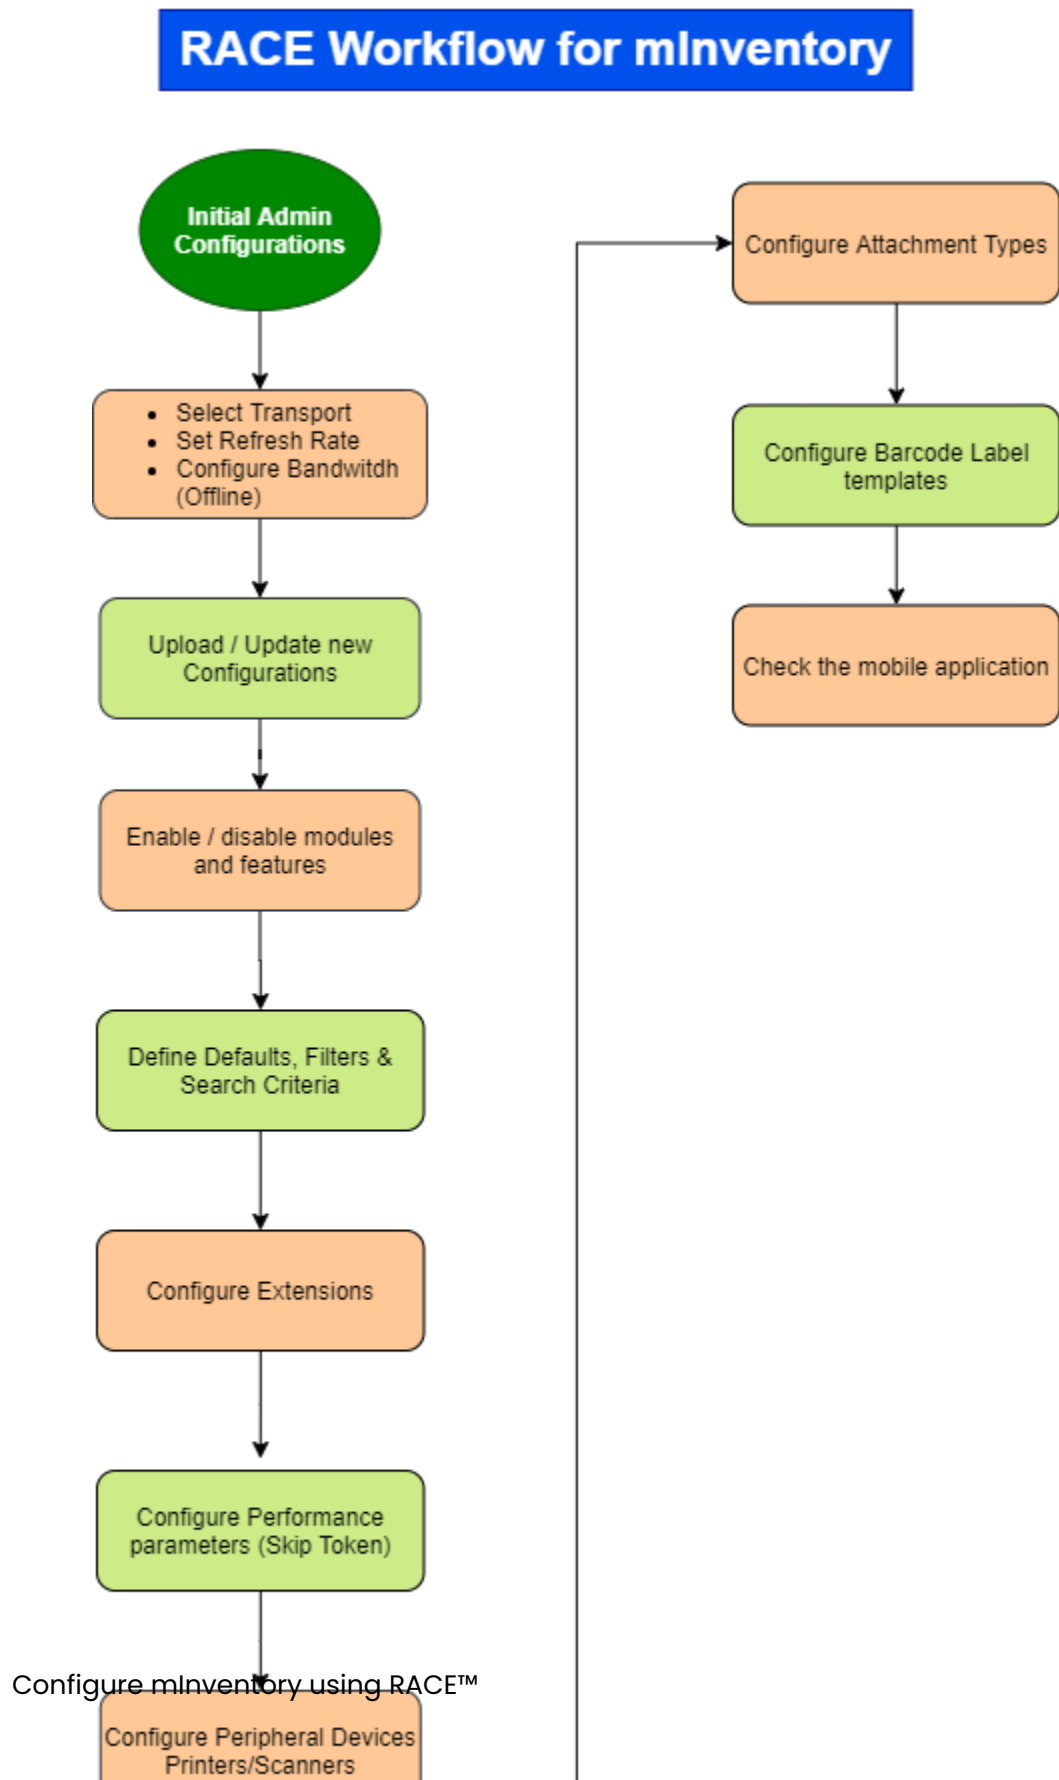 RACE Workflow for mInventory
Initial Admin
Configurations
• Select Transport
• Set Refresh Rate
• Configure Bandwitdh
(Offline)
Upload / Update new
Configurations
Enable / disable modules
and features
Define Defaults, Filters &
Search Criteria
Configure Extensions
Configure Performance
parameters (Skip Token)
Configure mInventory using RACE™
Configure Peripheral Devices
Printers/Scanners
Configure Attachment Types
Configure Barcode Label
templates
Check the mobile application